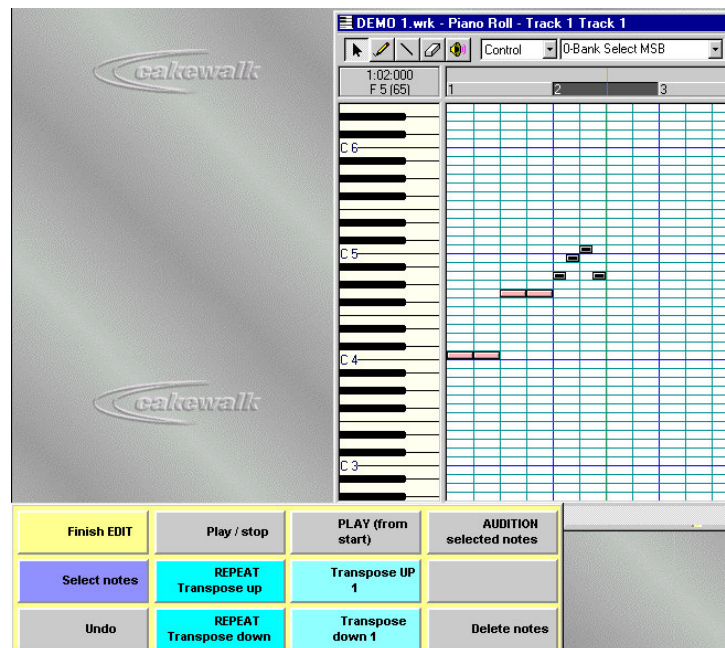 DEMO 1.wrk - Piano Roll - Track 1 Track 1
Control
0-Bank Select MSB
1:02:000
F 5 (65)
1
2
3
cakewalk
C 6
C 5
C 4
cakewalk
C 3
Finish EDIT
Play / stop
PLAY (from
start)
AUDITION
selected notes
Select notes
REPEAT
Transpose up
Transpose UP
1
Undo
REPEAT
Transpose down
Transpose
down 1
Delete notes